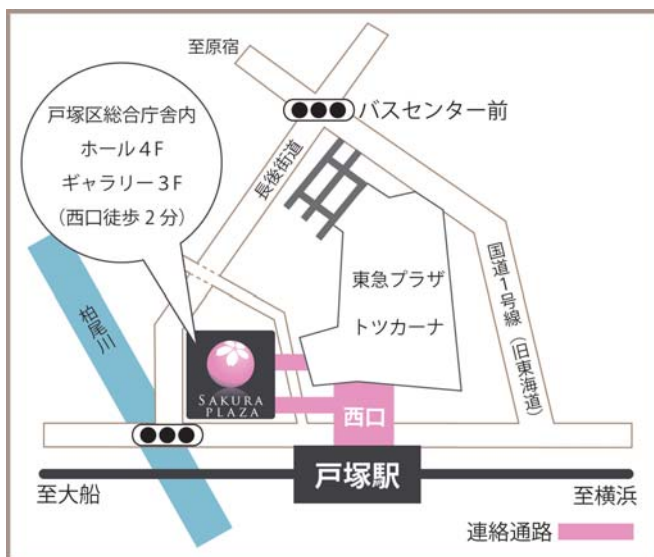 至原宿
バスセンター前
戸塚区総合庁舎内
ホール4F
ギャラリー3F
(西口徒歩2分)
長後街道
国道1号線(旧東海道)
東急プラザ
トツカーナ
柏尾川
SAKURA
PLAZA
西口
戸塚駅
至大船
至横浜
連絡通路